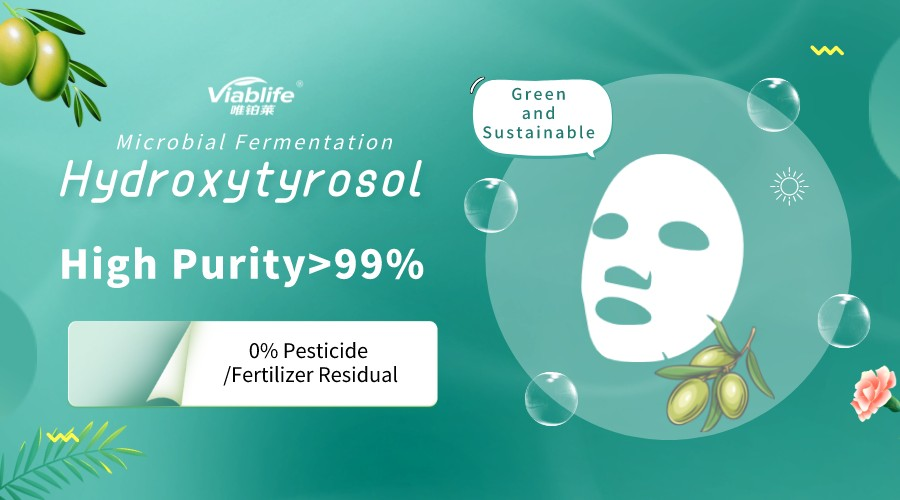 Viablife®
唯铂莱
Microbial Fermentation
Hydroxytyrosol
High Purity>99%
0% Pesticide
/Fertilizer Residual
Green
and
Sustainable